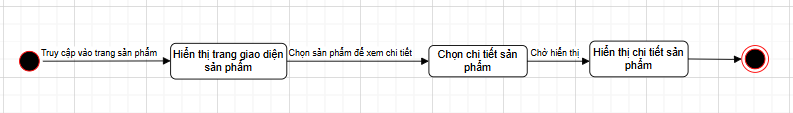 Truy cập vào trang sản phẩm
Hiển thị trang giao diện
sản phẩm
Chọn sản phẩm để xem chi tiết
Chọn chi tiết sản
phẩm
Chờ hiển thị
Hiển thị chi tiết sản
phẩm